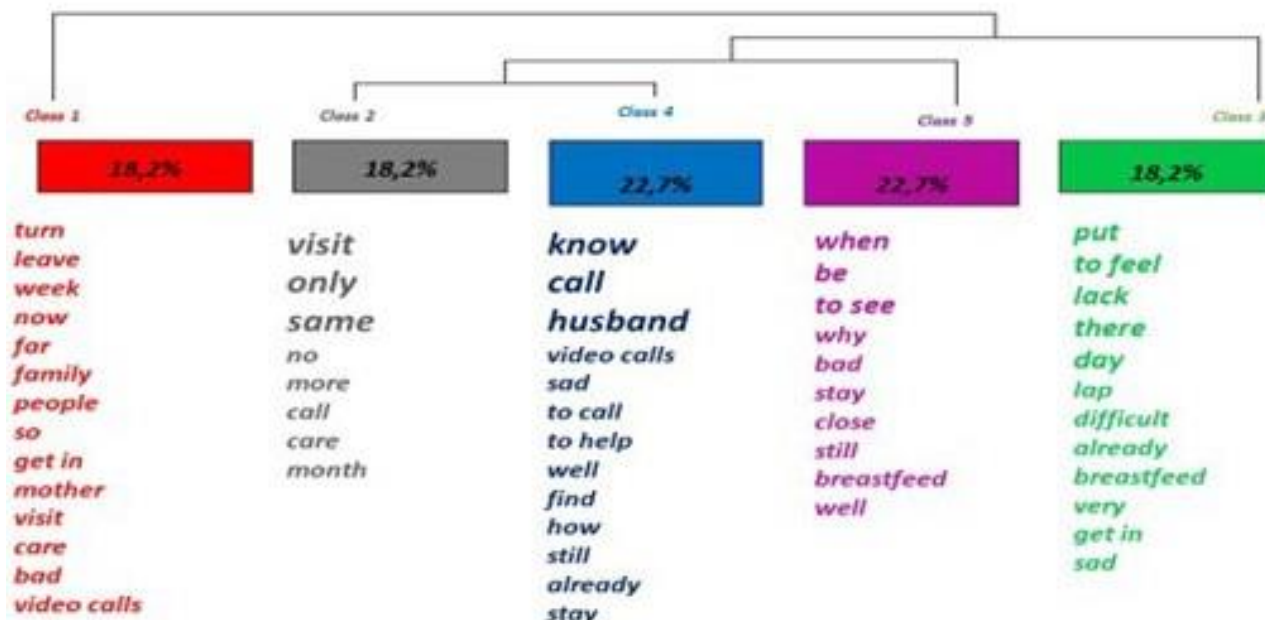 Class 1
18,2%
turn
leave
week
now
far
family
people
so
get in
mother
visit
care
bad
video calls
Class 2
18,2%
visit
only
same
no
more
call
care
month
Class 4
22,7%
know
call
husband
video calls
sad
to call
to help
well
find
how
still
already
stay
Class 5
22,7%
when
be
to see
why
bad
stay
close
still
breastfeed
well
Class 3
18,2%
put
to feel
lack
there
day
lap
difficult
already
breastfeed
very
get in
sad